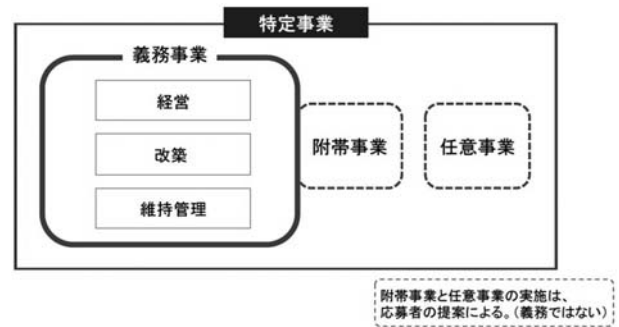 特定事業
義務事業
経営
改築
維持管理
附帯事業
任意事業
附帯事業と任意事業の実施は、
応募者の提案による。(義務ではない)